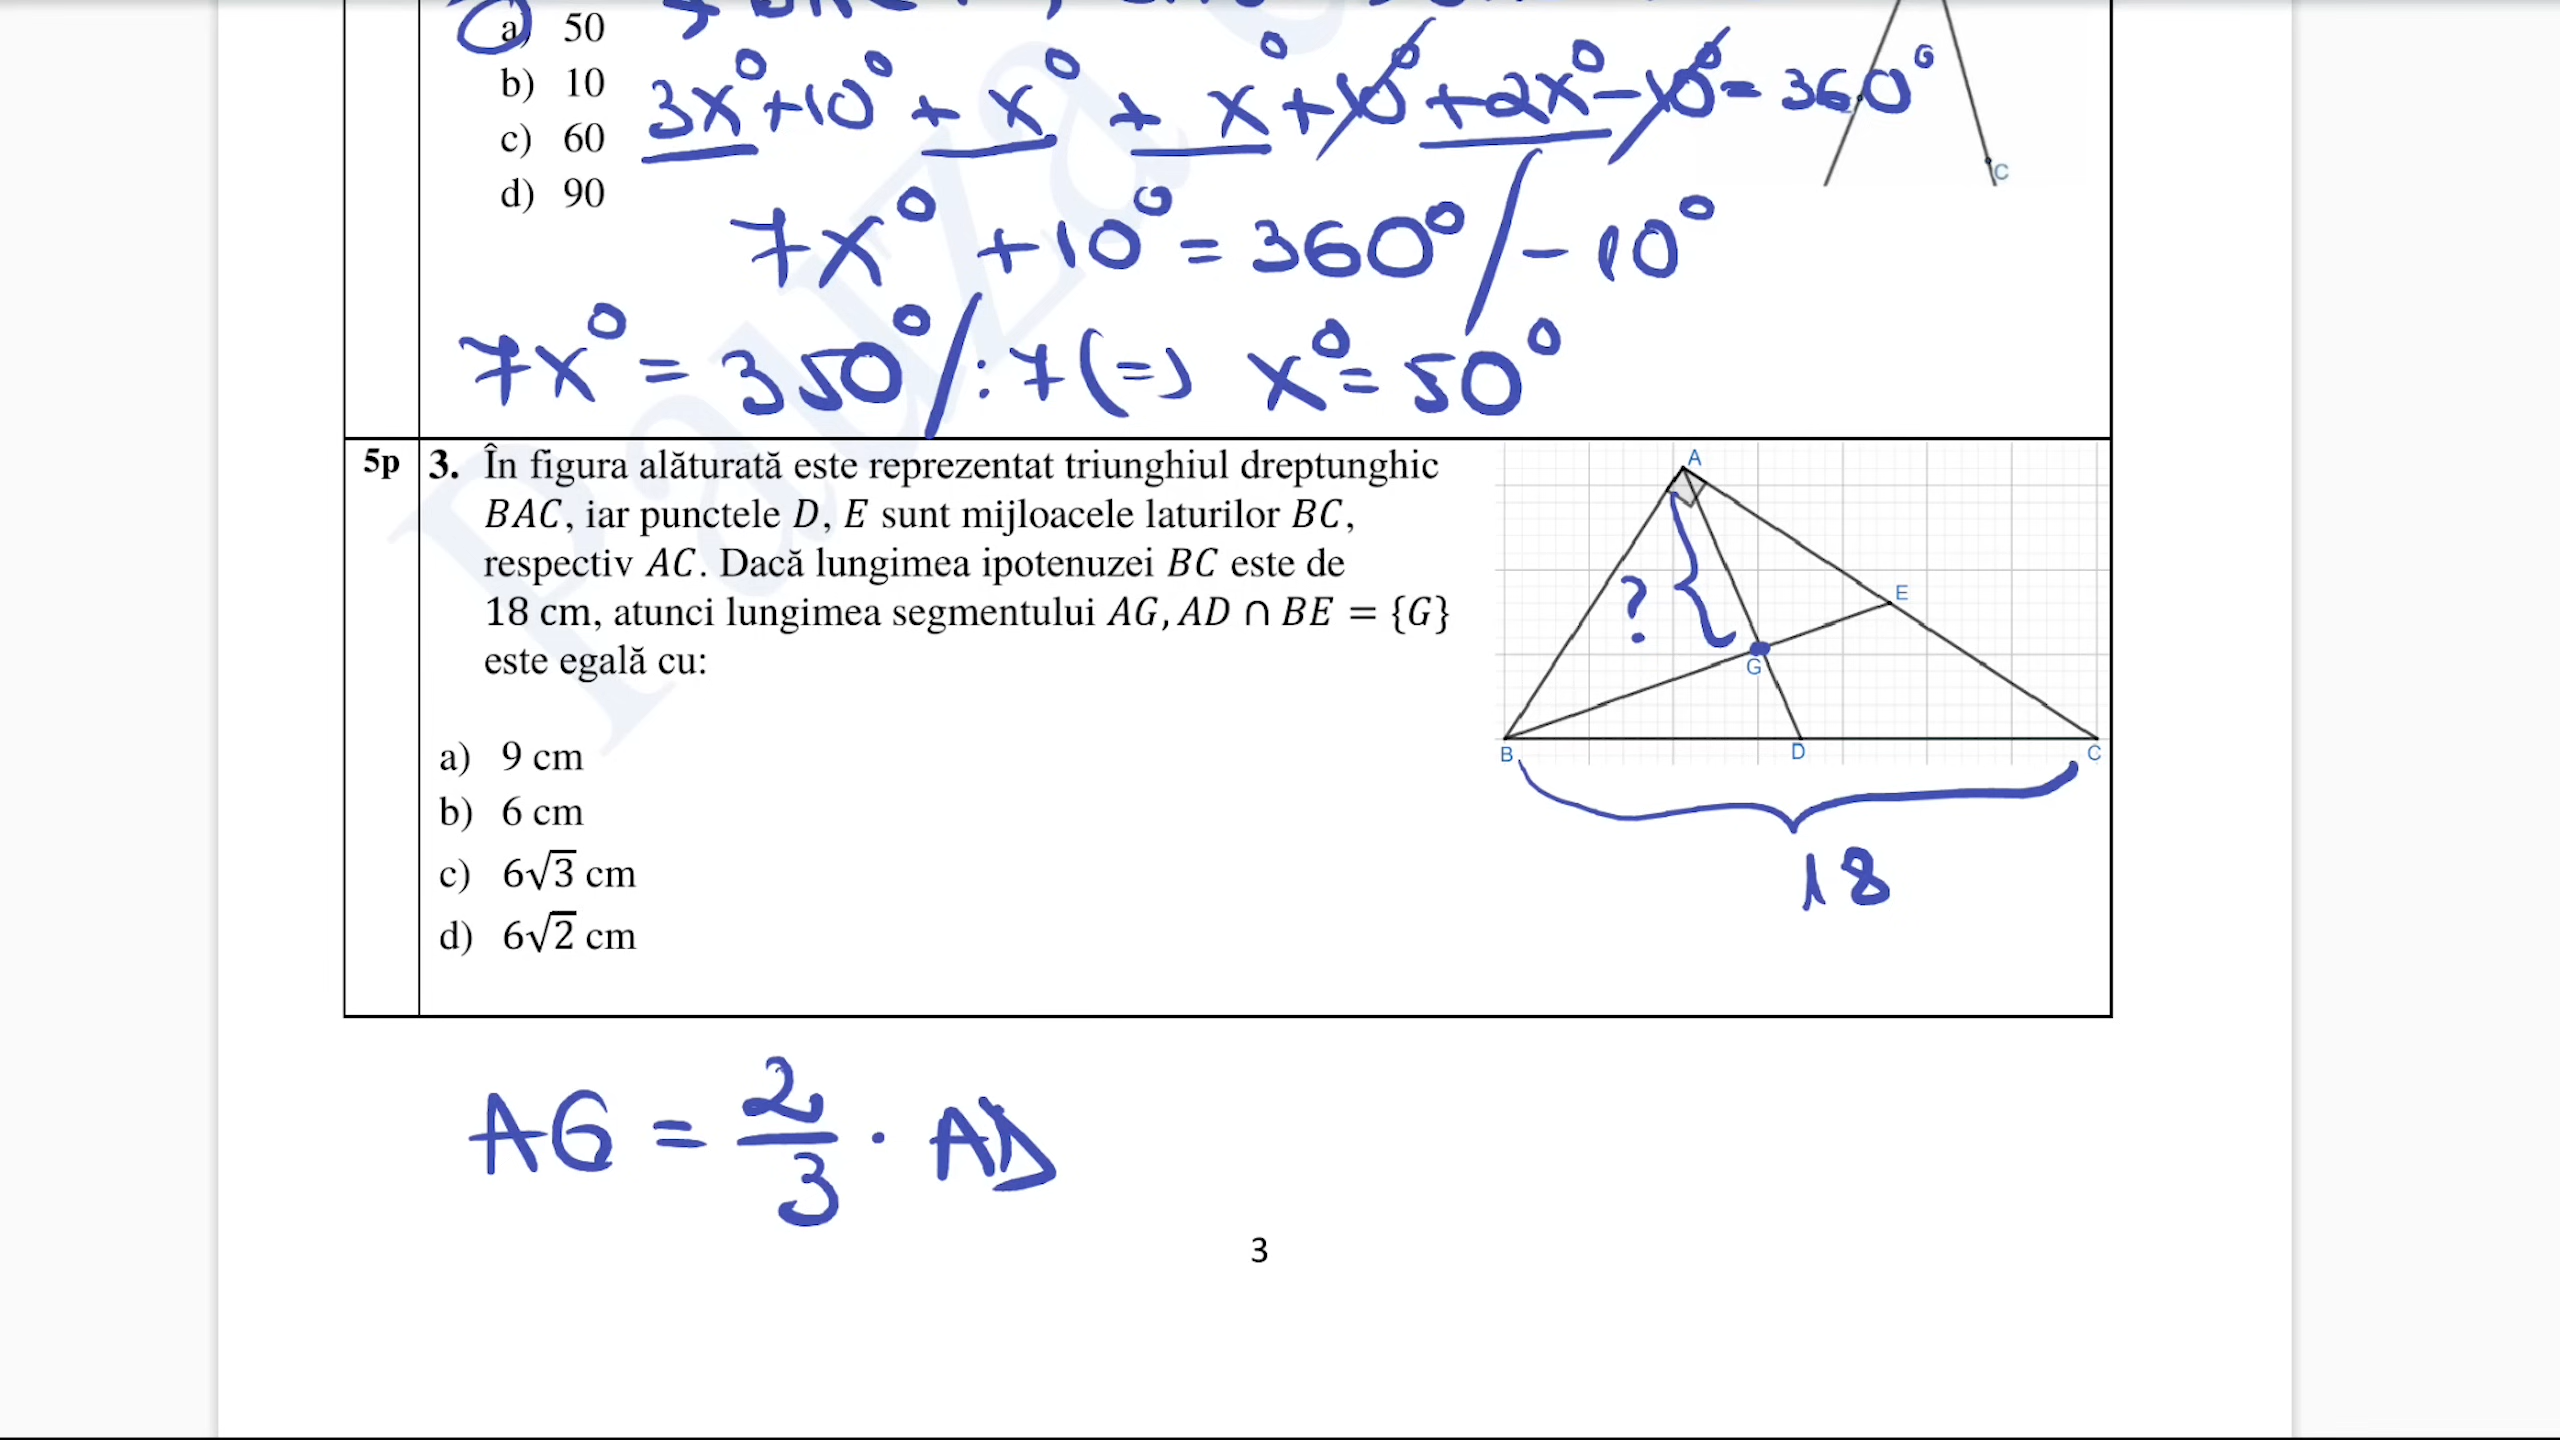 a) 50
b) 10
c) 60
d) 90
3x° + 10° + x° + x° + 10° + 2x° - 10° = 360°
C
7x° + 10° = 360° / - 10°
7x° = 350° / : 7 (=) x° = 50°
5p
3. În figura alăturată este reprezentat triunghiul dreptunghic
BAC, iar punctele D, E sunt mijloacele laturilor BC,
respectiv AC. Dacă lungimea ipotenuzei BC este de
18 cm, atunci lungimea segmentului AG, AD ∩ BE = {G}
este egală cu:
a) 9 cm
b) 6 cm
c) 6√3 cm
d) 6√2 cm
A
?
E
G
B
D
C
18
AG = 2/3 · AD
3
Pauza